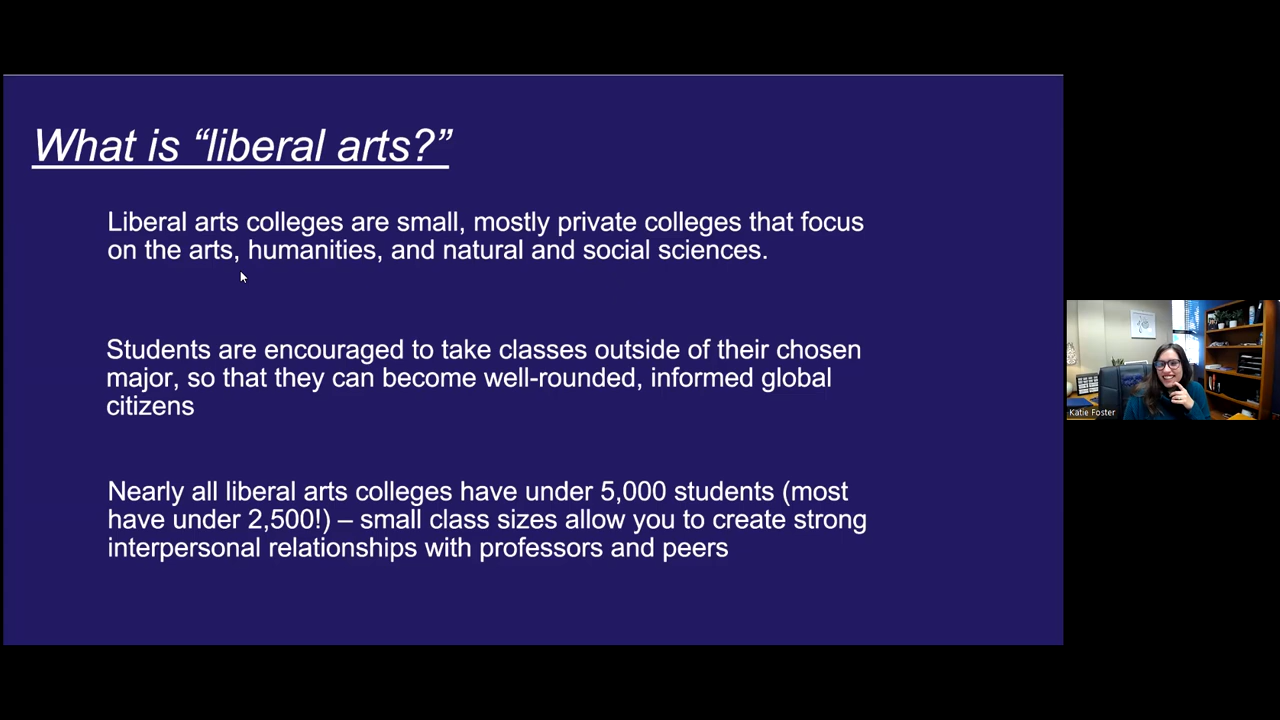 What is “liberal arts?”
Liberal arts colleges are small, mostly private colleges that focus
on the arts, humanities, and natural and social sciences.
Students are encouraged to take classes outside of their chosen
major, so that they can become well-rounded, informed global
citizens
Nearly all liberal arts colleges have under 5,000 students (most
have under 2,500!) – small class sizes allow you to create strong
interpersonal relationships with professors and peers
Katie Foster